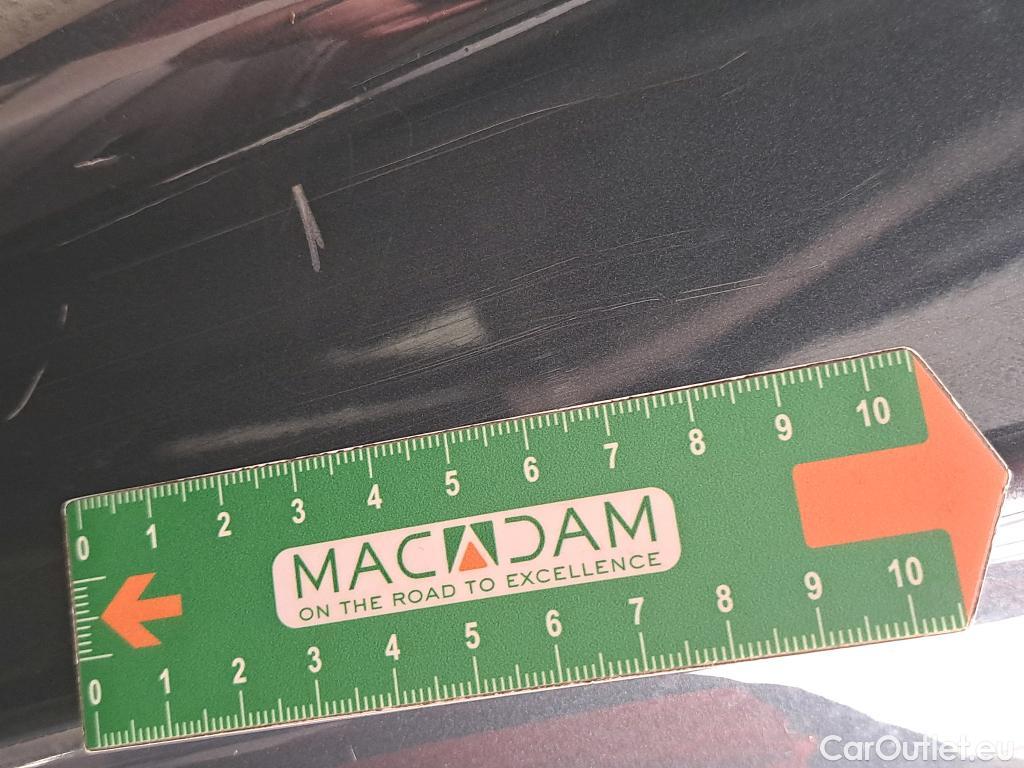 0 1 2 3 4 5 6 7 8 9 10
MACADAM
ON THE ROAD TO EXCELLENCE
0 1 2 3 4 5 6 7 8 9 10
CarOutlet.eu